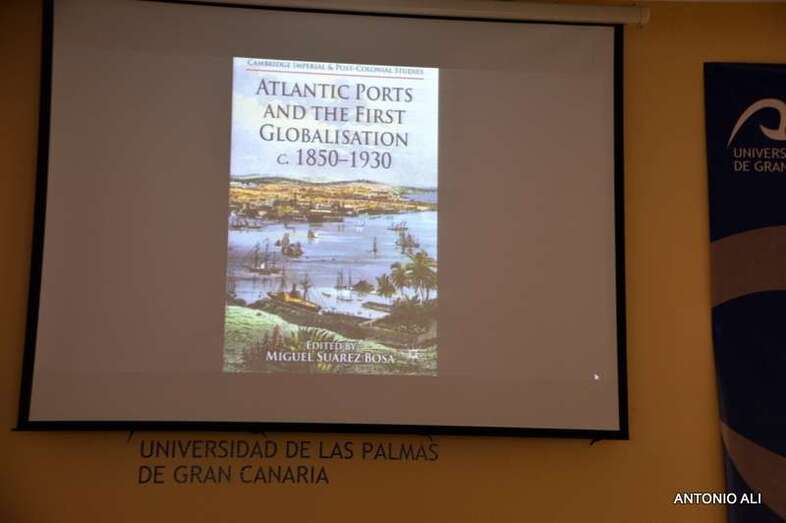 CAMBRIDGE IMPERIAL & POST-COLONIAL STUDIES
ATLANTIC PORTS
AND THE FIRST
GLOBALISATION
C. 1850–1930
EDITED BY
MIGUEL SUÁREZ BOSA
UNIVERS
DE GRAN
UNIVERSIDAD DE LAS PALMAS
DE GRAN CANARIA
ANTONIO ALI